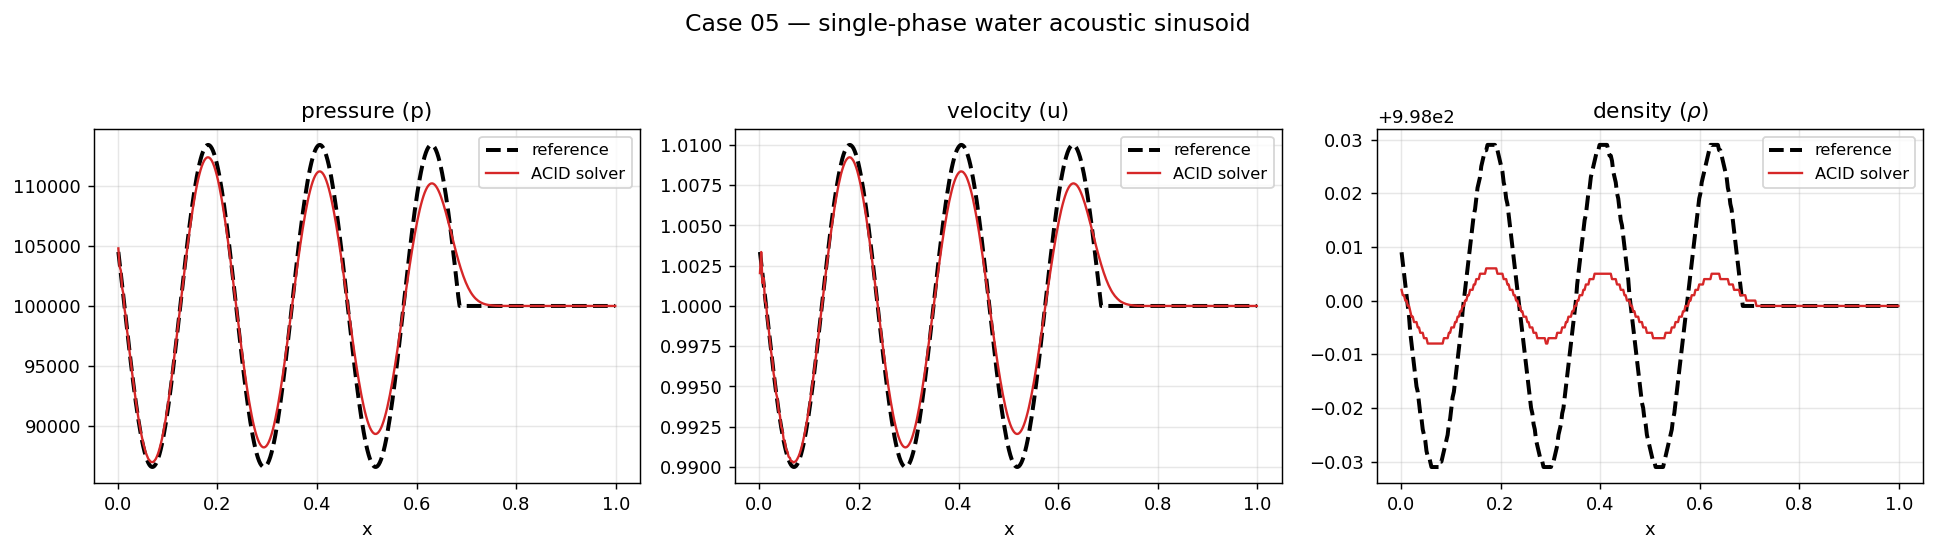 Case 05 — single-phase water acoustic sinusoid
pressure (p)
110000
105000
100000
95000
90000
0.0 0.2 0.4 0.6 0.8 1.0
x
reference
ACID solver
velocity (u)
1.0100
1.0075
1.0050
1.0025
1.0000
0.9975
0.9950
0.9925
0.9900
0.0 0.2 0.4 0.6 0.8 1.0
x
reference
ACID solver
+9.98e2
density (ρ)
0.03
0.02
0.01
0.00
−0.01
−0.02
−0.03
0.0 0.2 0.4 0.6 0.8 1.0
x
reference
ACID solver